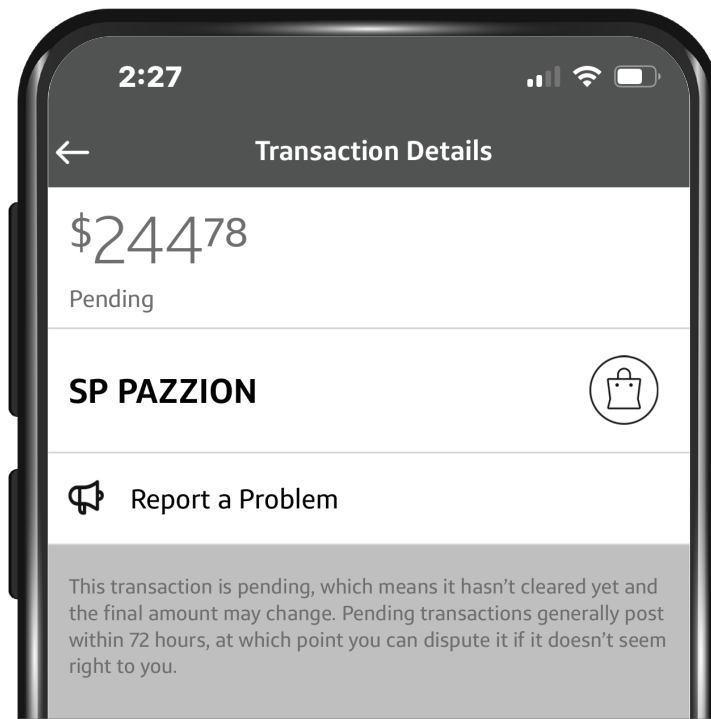 2:27
Transaction Details
$244 78
Pending
SP PAZZION
Report a Problem
This transaction is pending, which means it hasn’t cleared yet and
the final amount may change. Pending transactions generally post
within 72 hours, at which point you can dispute it if it doesn’t seem
right to you.